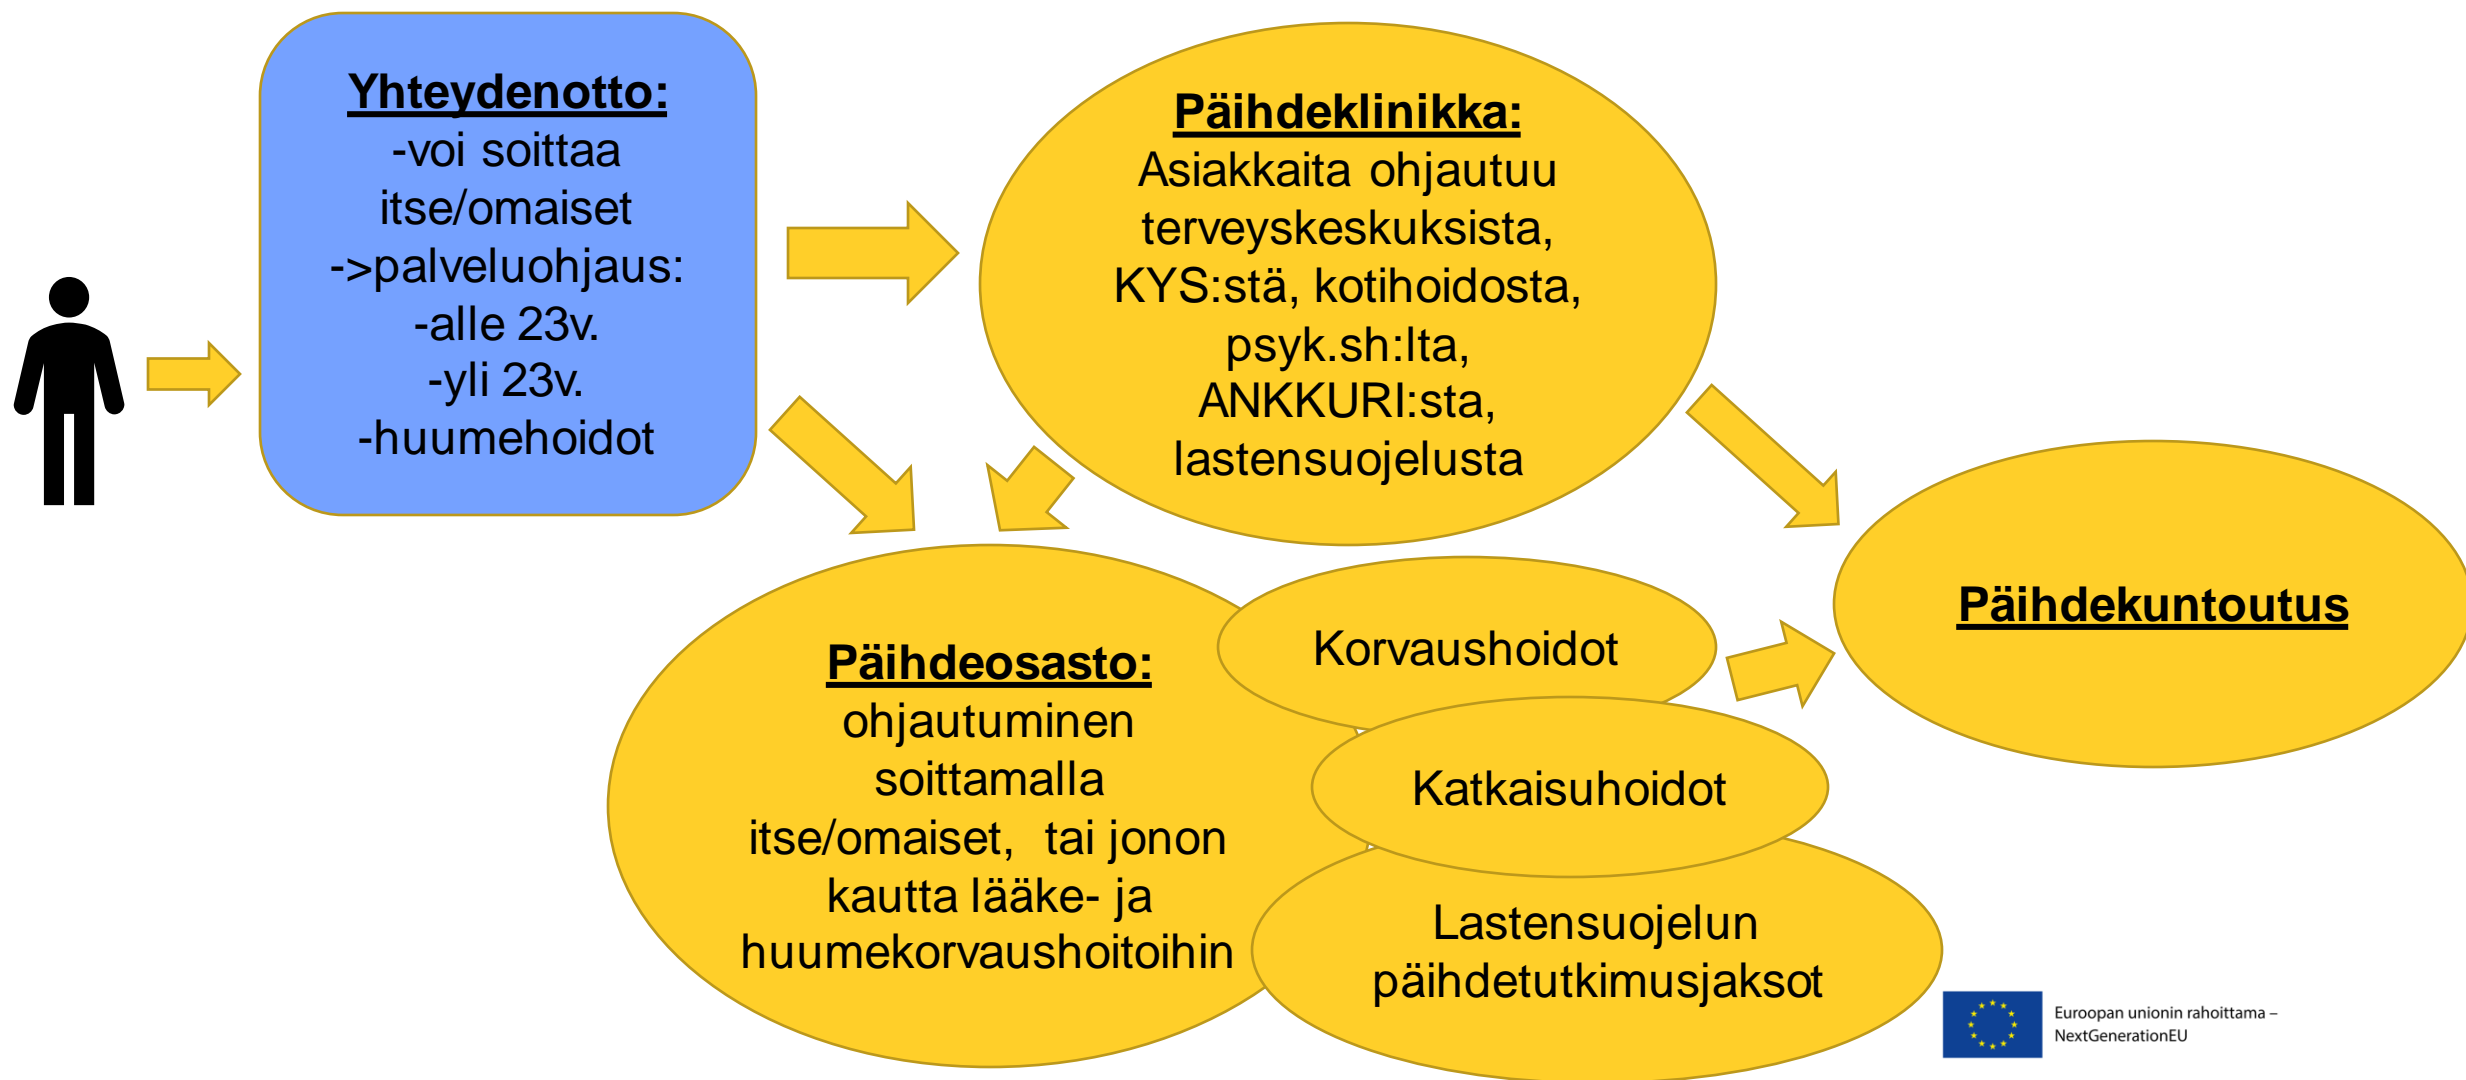 Yhteydenotto:
-voi soittaa
itse/omaiset
->palveluohjaus:
-alle 23v.
-yli 23v.
-huumehoidot
Päihdeklinikka:
Asiakkaita ohjautuu
terveyskeskuksista,
KYS:stä, kotihoidosta,
psyk.sh:lta,
ANKKURI:sta,
lastensuojelusta
Päihdeosasto:
ohjautuminen
soittamalla
itse/omaiset, tai jonon
kautta lääke- ja
huumekorvaushoitoihin
Korvaushoidot
Katkaisuhoidot
Lastensuojelun
päihdetutkimusjaksot
Päihdekuntoutus
Euroopan unionin rahoittama –
NextGenerationEU